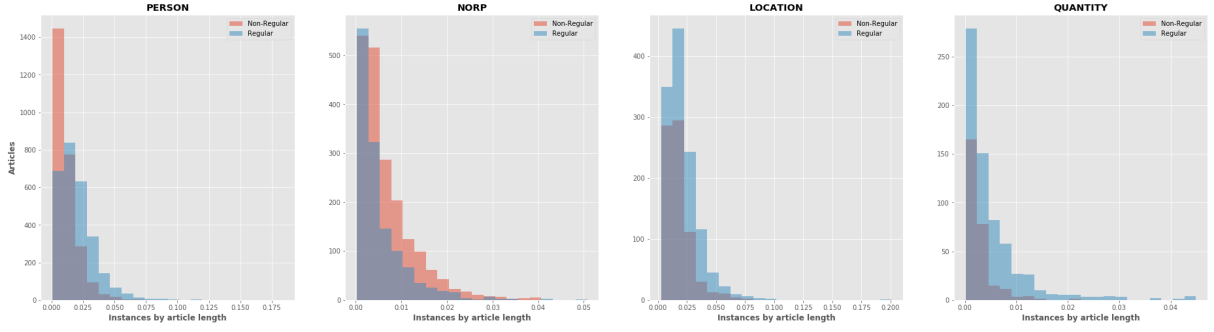 PERSON
Non-Regular
Regular
1400
1200
1000
800
600
400
200
0
Articles
0.000 0.025 0.050 0.075 0.100 0.125 0.150 0.175
Instances by article length
NORP
Non-Regular
Regular
500
400
300
200
100
0
0.00 0.01 0.02 0.03 0.04 0.05
Instances by article length
LOCATION
Non-Regular
Regular
400
300
200
100
0
0.000 0.025 0.050 0.075 0.100 0.125 0.150 0.175 0.200
Instances by article length
QUANTITY
Non-Regular
Regular
250
200
150
100
50
0
0.00 0.01 0.02 0.03 0.04
Instances by article length